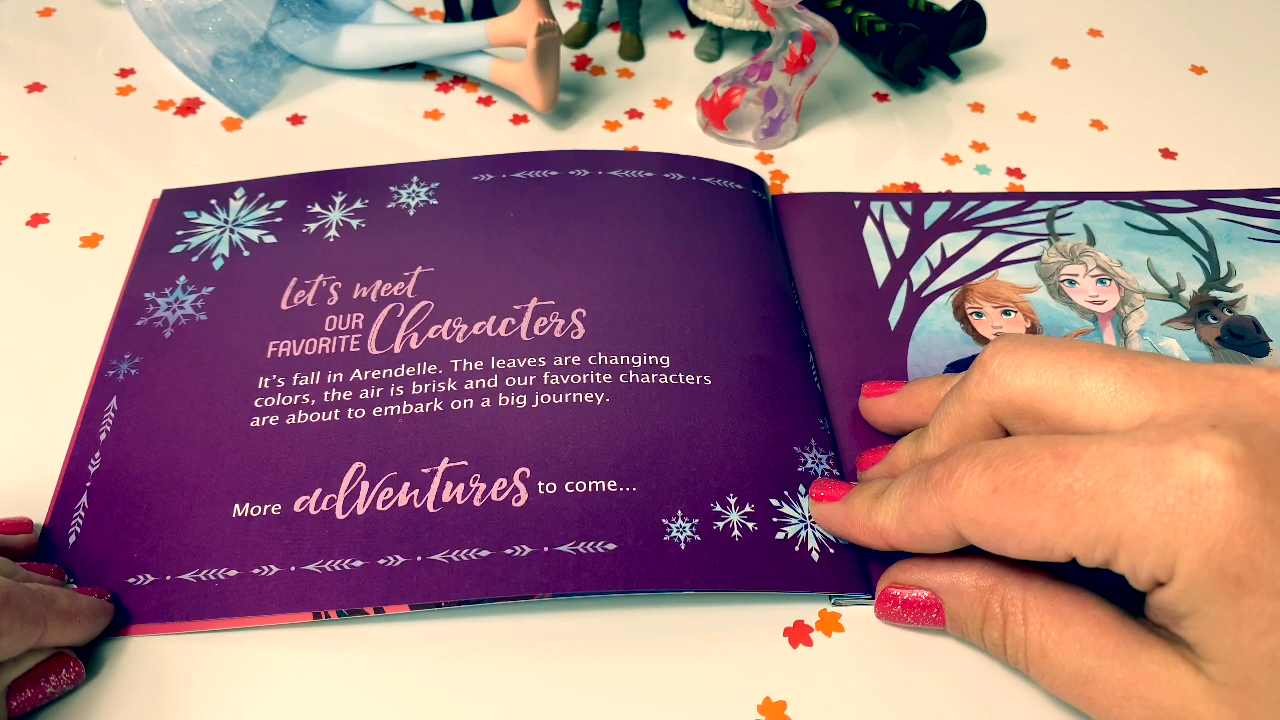 Let's meet
OUR
FAVORITE Characters
It's fall in Arendelle. The leaves are changing
colors, the air is brisk and our favorite characters
are about to embark on a big journey.
More adventures to come...